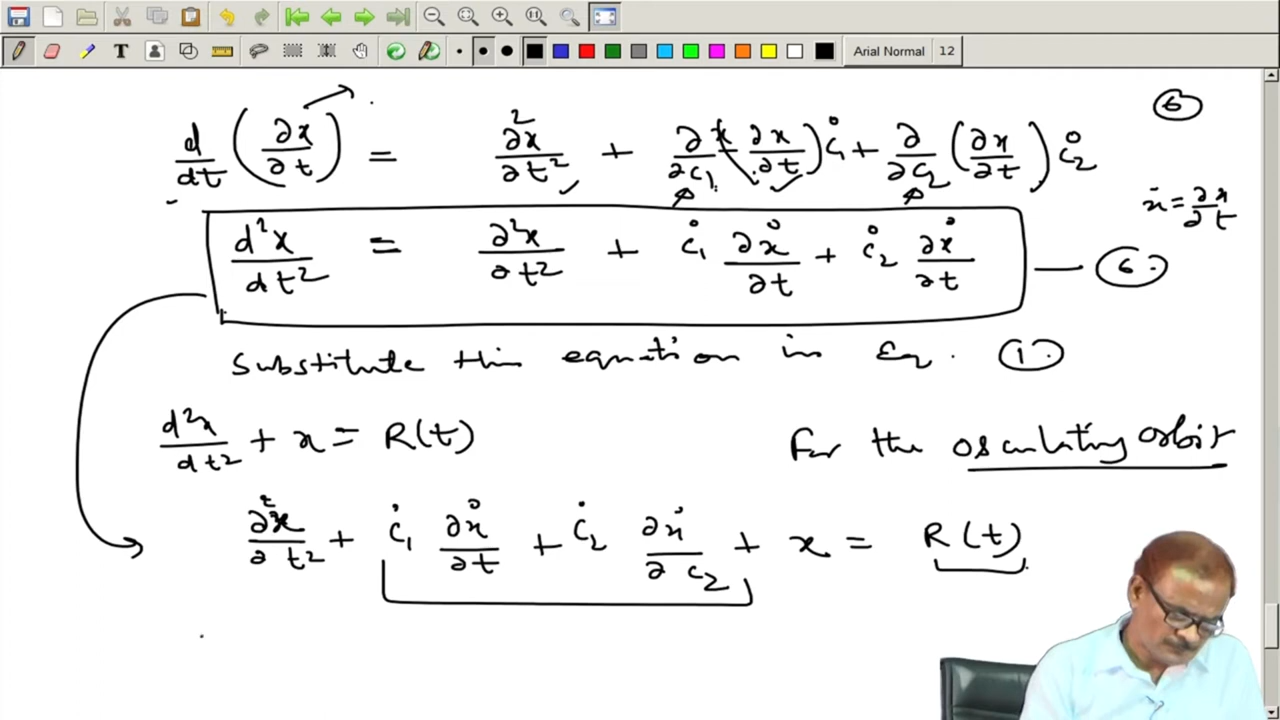 Arial Normal 12
6
d/dt (∂x/∂t) = ∂²x/∂t² + ∂/∂c₁ (∂x/∂t) ċ₁ + ∂/∂c₂ (∂x/∂t) ċ₂
ẋ = ∂x/∂t
d²x/dt² = ∂²x/∂t² + ċ₁ ∂ẋ/∂t + ċ₂ ∂ẋ/∂t — 6.
substitute this equation in Eq. 1.
d²x/dt² + x = R(t)
For the osculating orbit
∂²x/∂t² + ċ₁ ∂ẋ/∂t + ċ₂ ∂ẋ/∂c₂ + x = R(t)